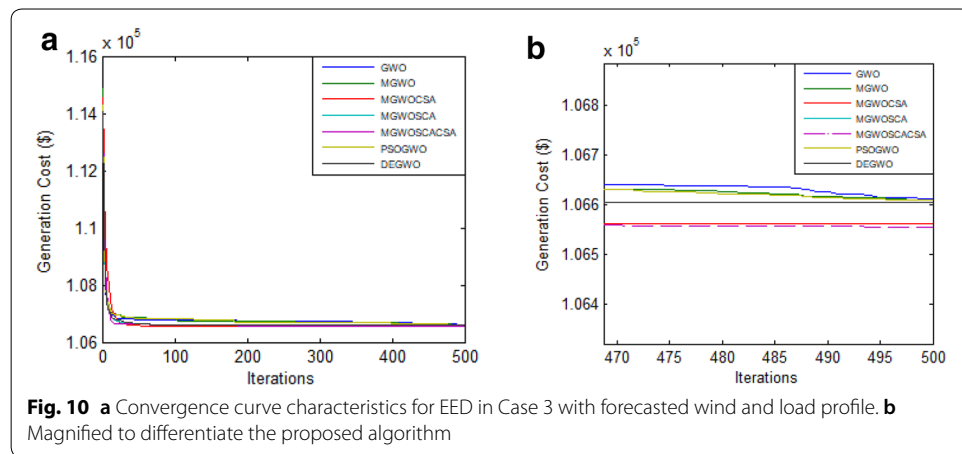 a
× 10⁵
1.16
1.14
1.12
1.1
1.08
1.06
Generation Cost ($)
0 100 200 300 400 500
Iterations
GWO
MGWO
MGWOCSA
MGWOSCA
MGWOSCACSA
PSOGWO
DEGWO
b
× 10⁵
1.068
1.067
1.066
1.065
1.064
Generation Cost ($)
470 475 480 485 490 495 500
Iterations
GWO
MGWO
MGWOCSA
MGWOSCA
MGWOSCACSA
PSOGWO
DEGWO
Fig. 10 a Convergence curve characteristics for EED in Case 3 with forecasted wind and load profile. b
Magnified to differentiate the proposed algorithm